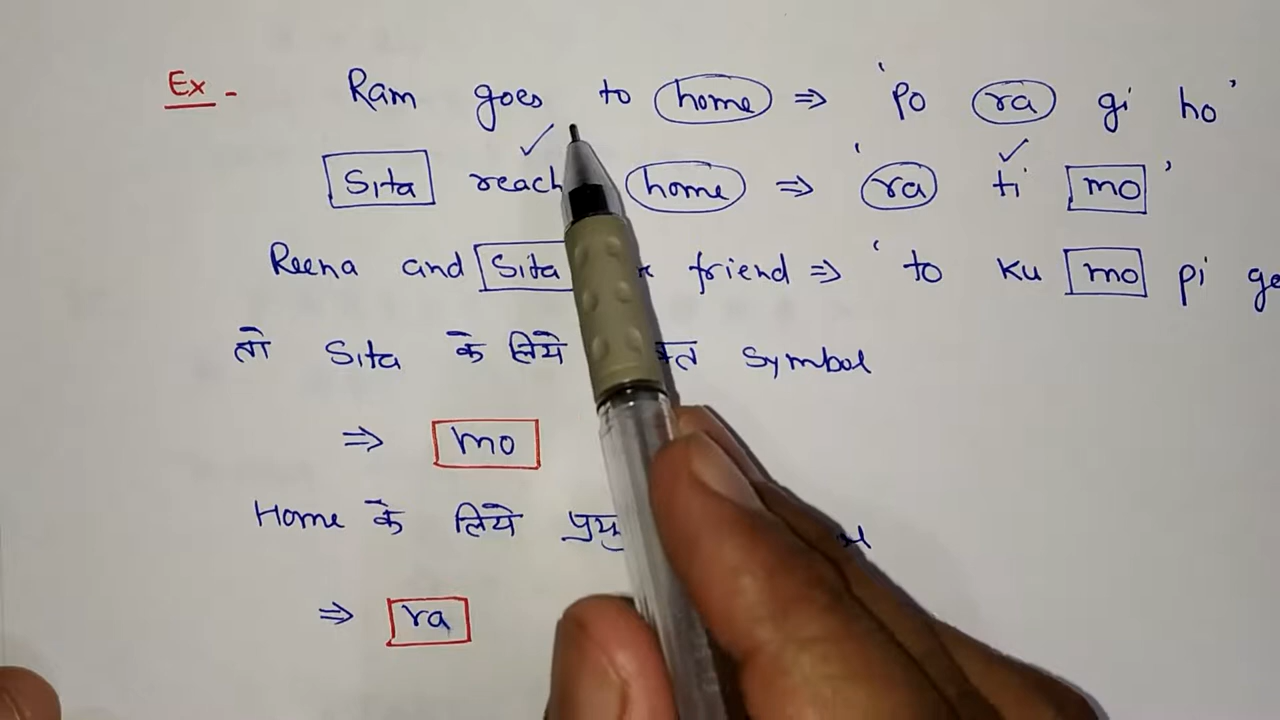 Ex - Ram goes to home ⇒ 'Po ra gi ho'
Sita reach home ⇒ 'ra ti mo'
Reena and Sita friend ⇒ 'to Ku mo pi
तो Sita के लिये Symbol
⇒ mo
Home के लिये
⇒ ra